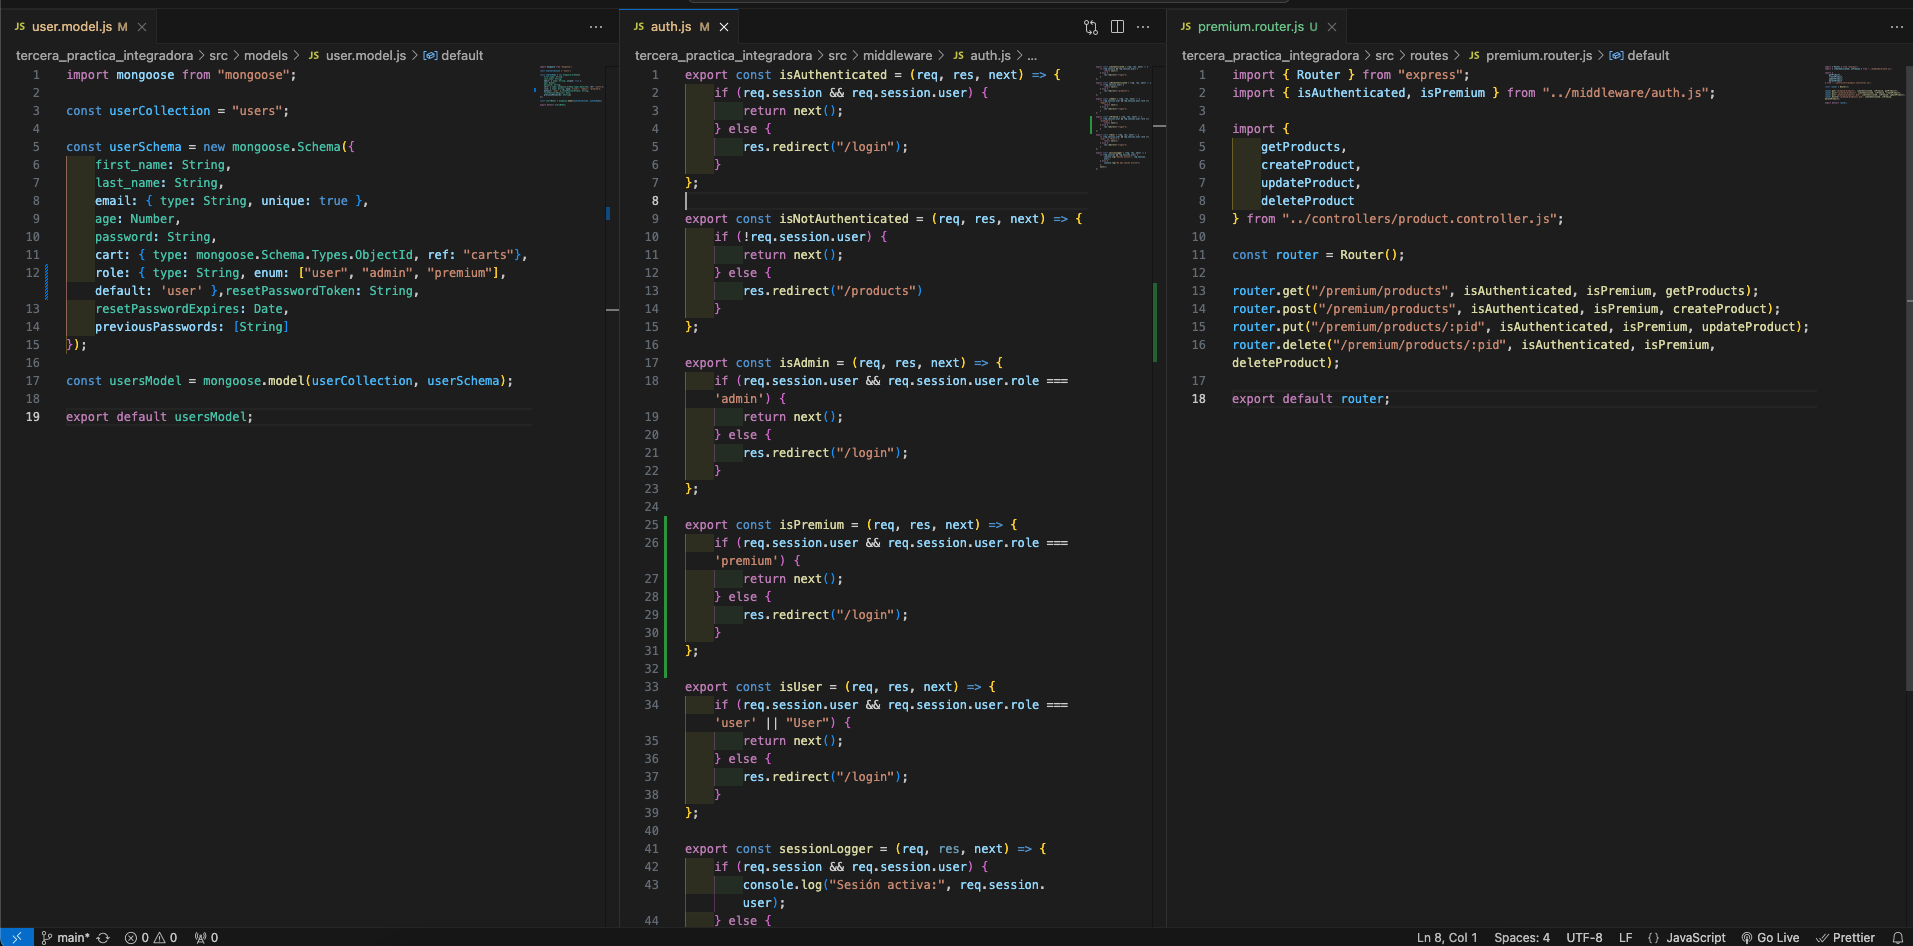 JS user.model.js M
tercera_practica_integradora > src > models > JS user.model.js > default
1 import mongoose from "mongoose";
2
3 const userCollection = "users";
4
5 const userSchema = new mongoose.Schema({
6 first_name: String,
7 last_name: String,
8 email: { type: String, unique: true },
9 age: Number,
10 password: String,
11 cart: { type: mongoose.Schema.Types.ObjectId, ref: "carts"},
12 role: { type: String, enum: ["user", "admin", "premium"],
default: 'user' },resetPasswordToken: String,
13 resetPasswordExpires: Date,
14 previousPasswords: [String]
15 });
16
17 const usersModel = mongoose.model(userCollection, userSchema);
18
19 export default usersModel;
JS auth.js M
tercera_practica_integradora > src > middleware > JS auth.js > ...
1 export const isAuthenticated = (req, res, next) => {
2 if (req.session && req.session.user) {
3 return next();
4 } else {
5 res.redirect("/login");
6 }
7 };
8
9 export const isNotAuthenticated = (req, res, next) => {
10 if (!req.session.user) {
11 return next();
12 } else {
13 res.redirect("/products")
14 }
15 };
16
17 export const isAdmin = (req, res, next) => {
18 if (req.session.user && req.session.user.role ===
'admin') {
19 return next();
20 } else {
21 res.redirect("/login");
22 }
23 };
24
25 export const isPremium = (req, res, next) => {
26 if (req.session.user && req.session.user.role ===
'premium') {
27 return next();
28 } else {
29 res.redirect("/login");
30 }
31 };
32
33 export const isUser = (req, res, next) => {
34 if (req.session.user && req.session.user.role ===
'user' || "User") {
35 return next();
36 } else {
37 res.redirect("/login");
38 }
39 };
40
41 export const sessionLogger = (req, res, next) => {
42 if (req.session && req.session.user) {
43 console.log("Sesión activa:", req.session.
user);
44 } else {
JS premium.router.js U
tercera_practica_integradora > src > routes > JS premium.router.js > default
1 import { Router } from "express";
2 import { isAuthenticated, isPremium } from "../middleware/auth.js";
3
4 import {
5 getProducts,
6 createProduct,
7 updateProduct,
8 deleteProduct
9 } from "../controllers/product.controller.js";
10
11 const router = Router();
12
13 router.get("/premium/products", isAuthenticated, isPremium, getProducts);
14 router.post("/premium/products", isAuthenticated, isPremium, createProduct);
15 router.put("/premium/products/:pid", isAuthenticated, isPremium, updateProduct);
16 router.delete("/premium/products/:pid", isAuthenticated, isPremium,
deleteProduct);
17
18 export default router;
main* 0 0 0 Ln 8, Col 1 Spaces: 4 UTF-8 LF {} JavaScript Go Live Prettier